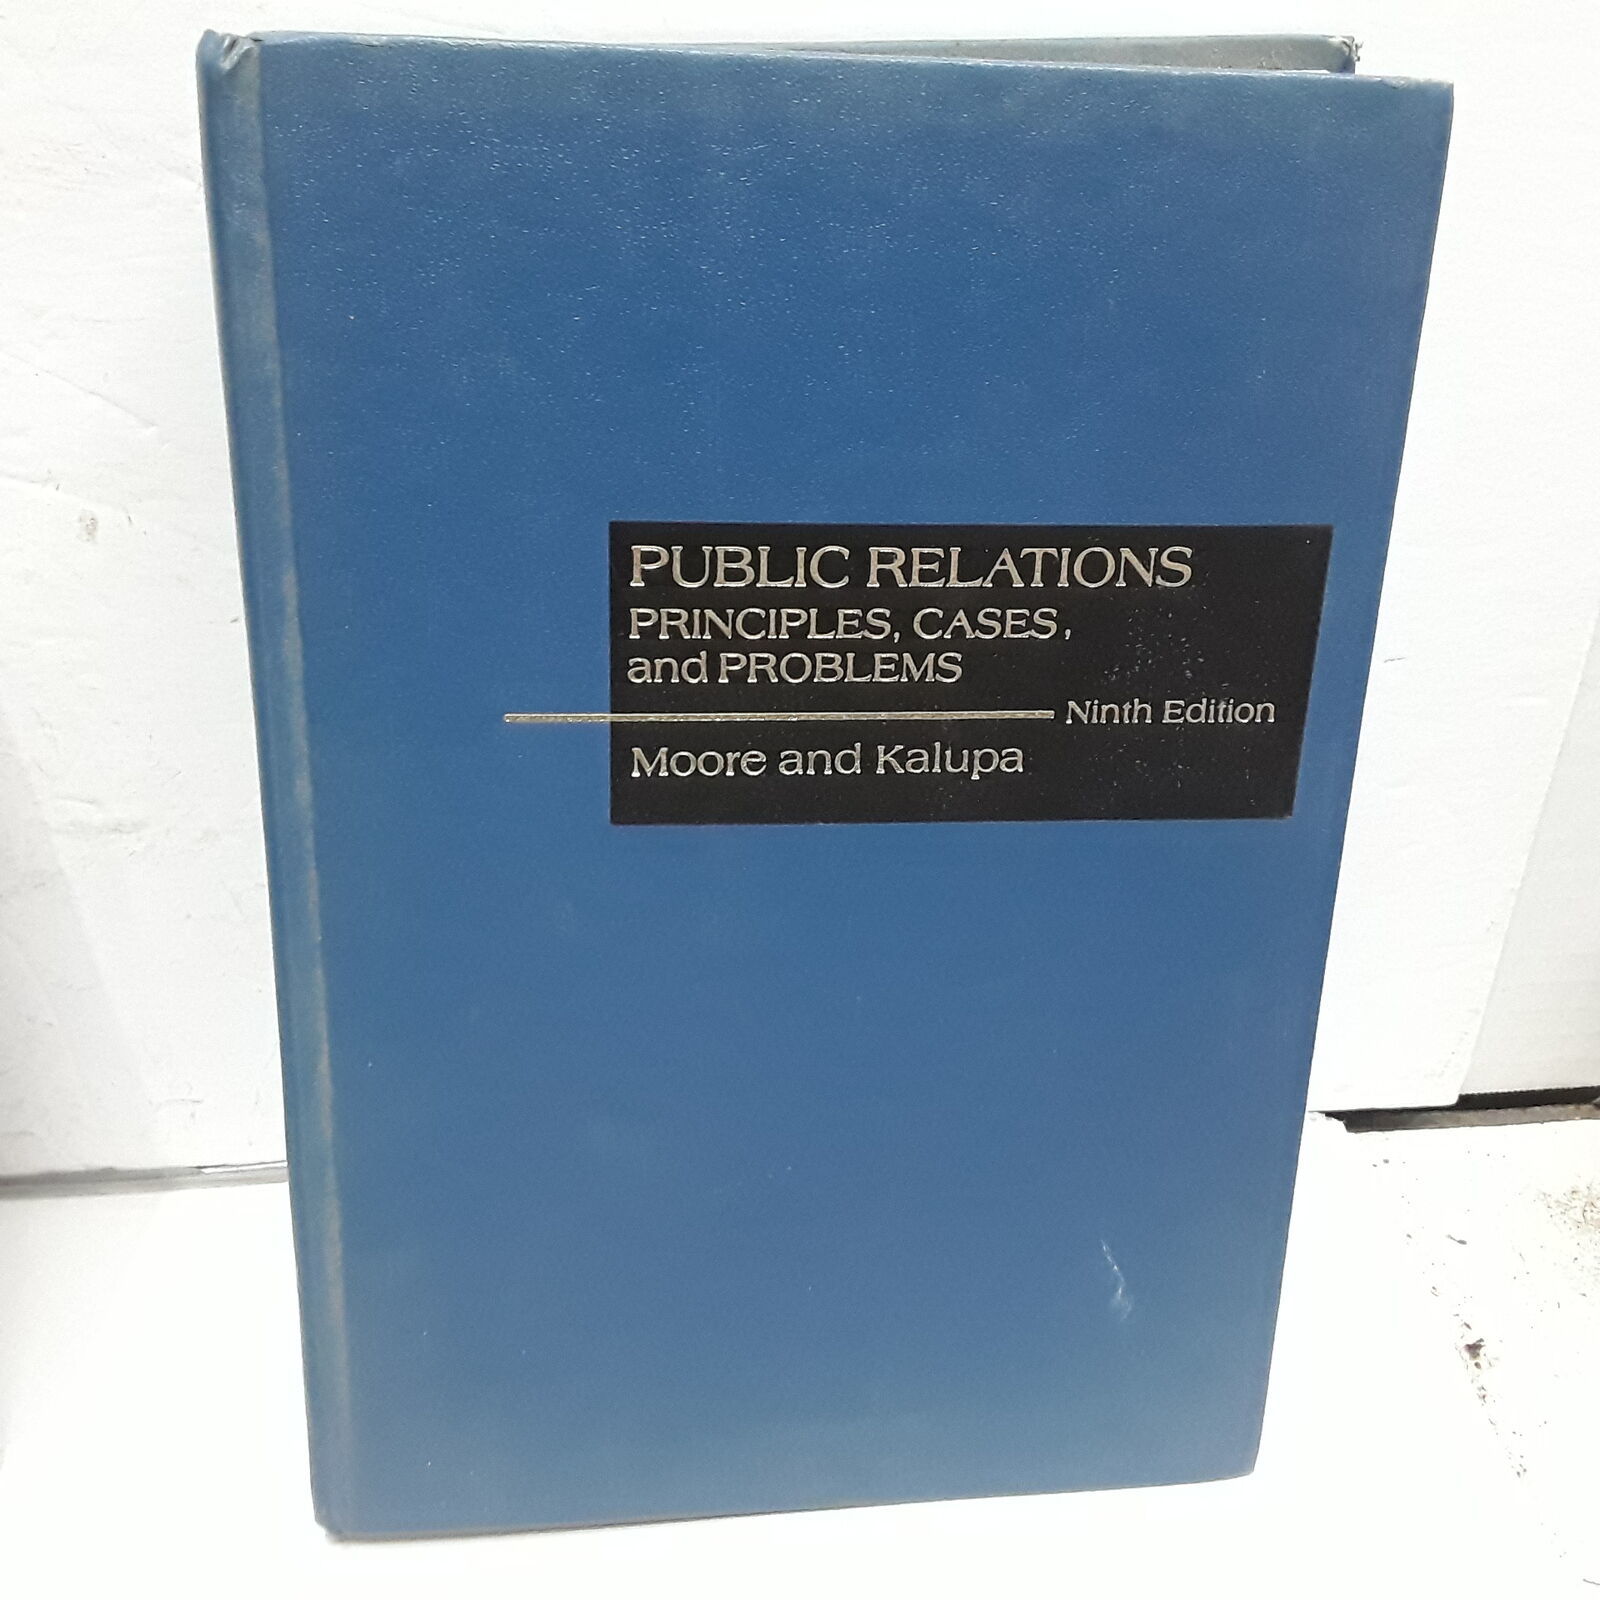 PUBLIC RELATIONS
PRINCIPLES, CASES,
and PROBLEMS
Ninth Edition
Moore and Kalupa